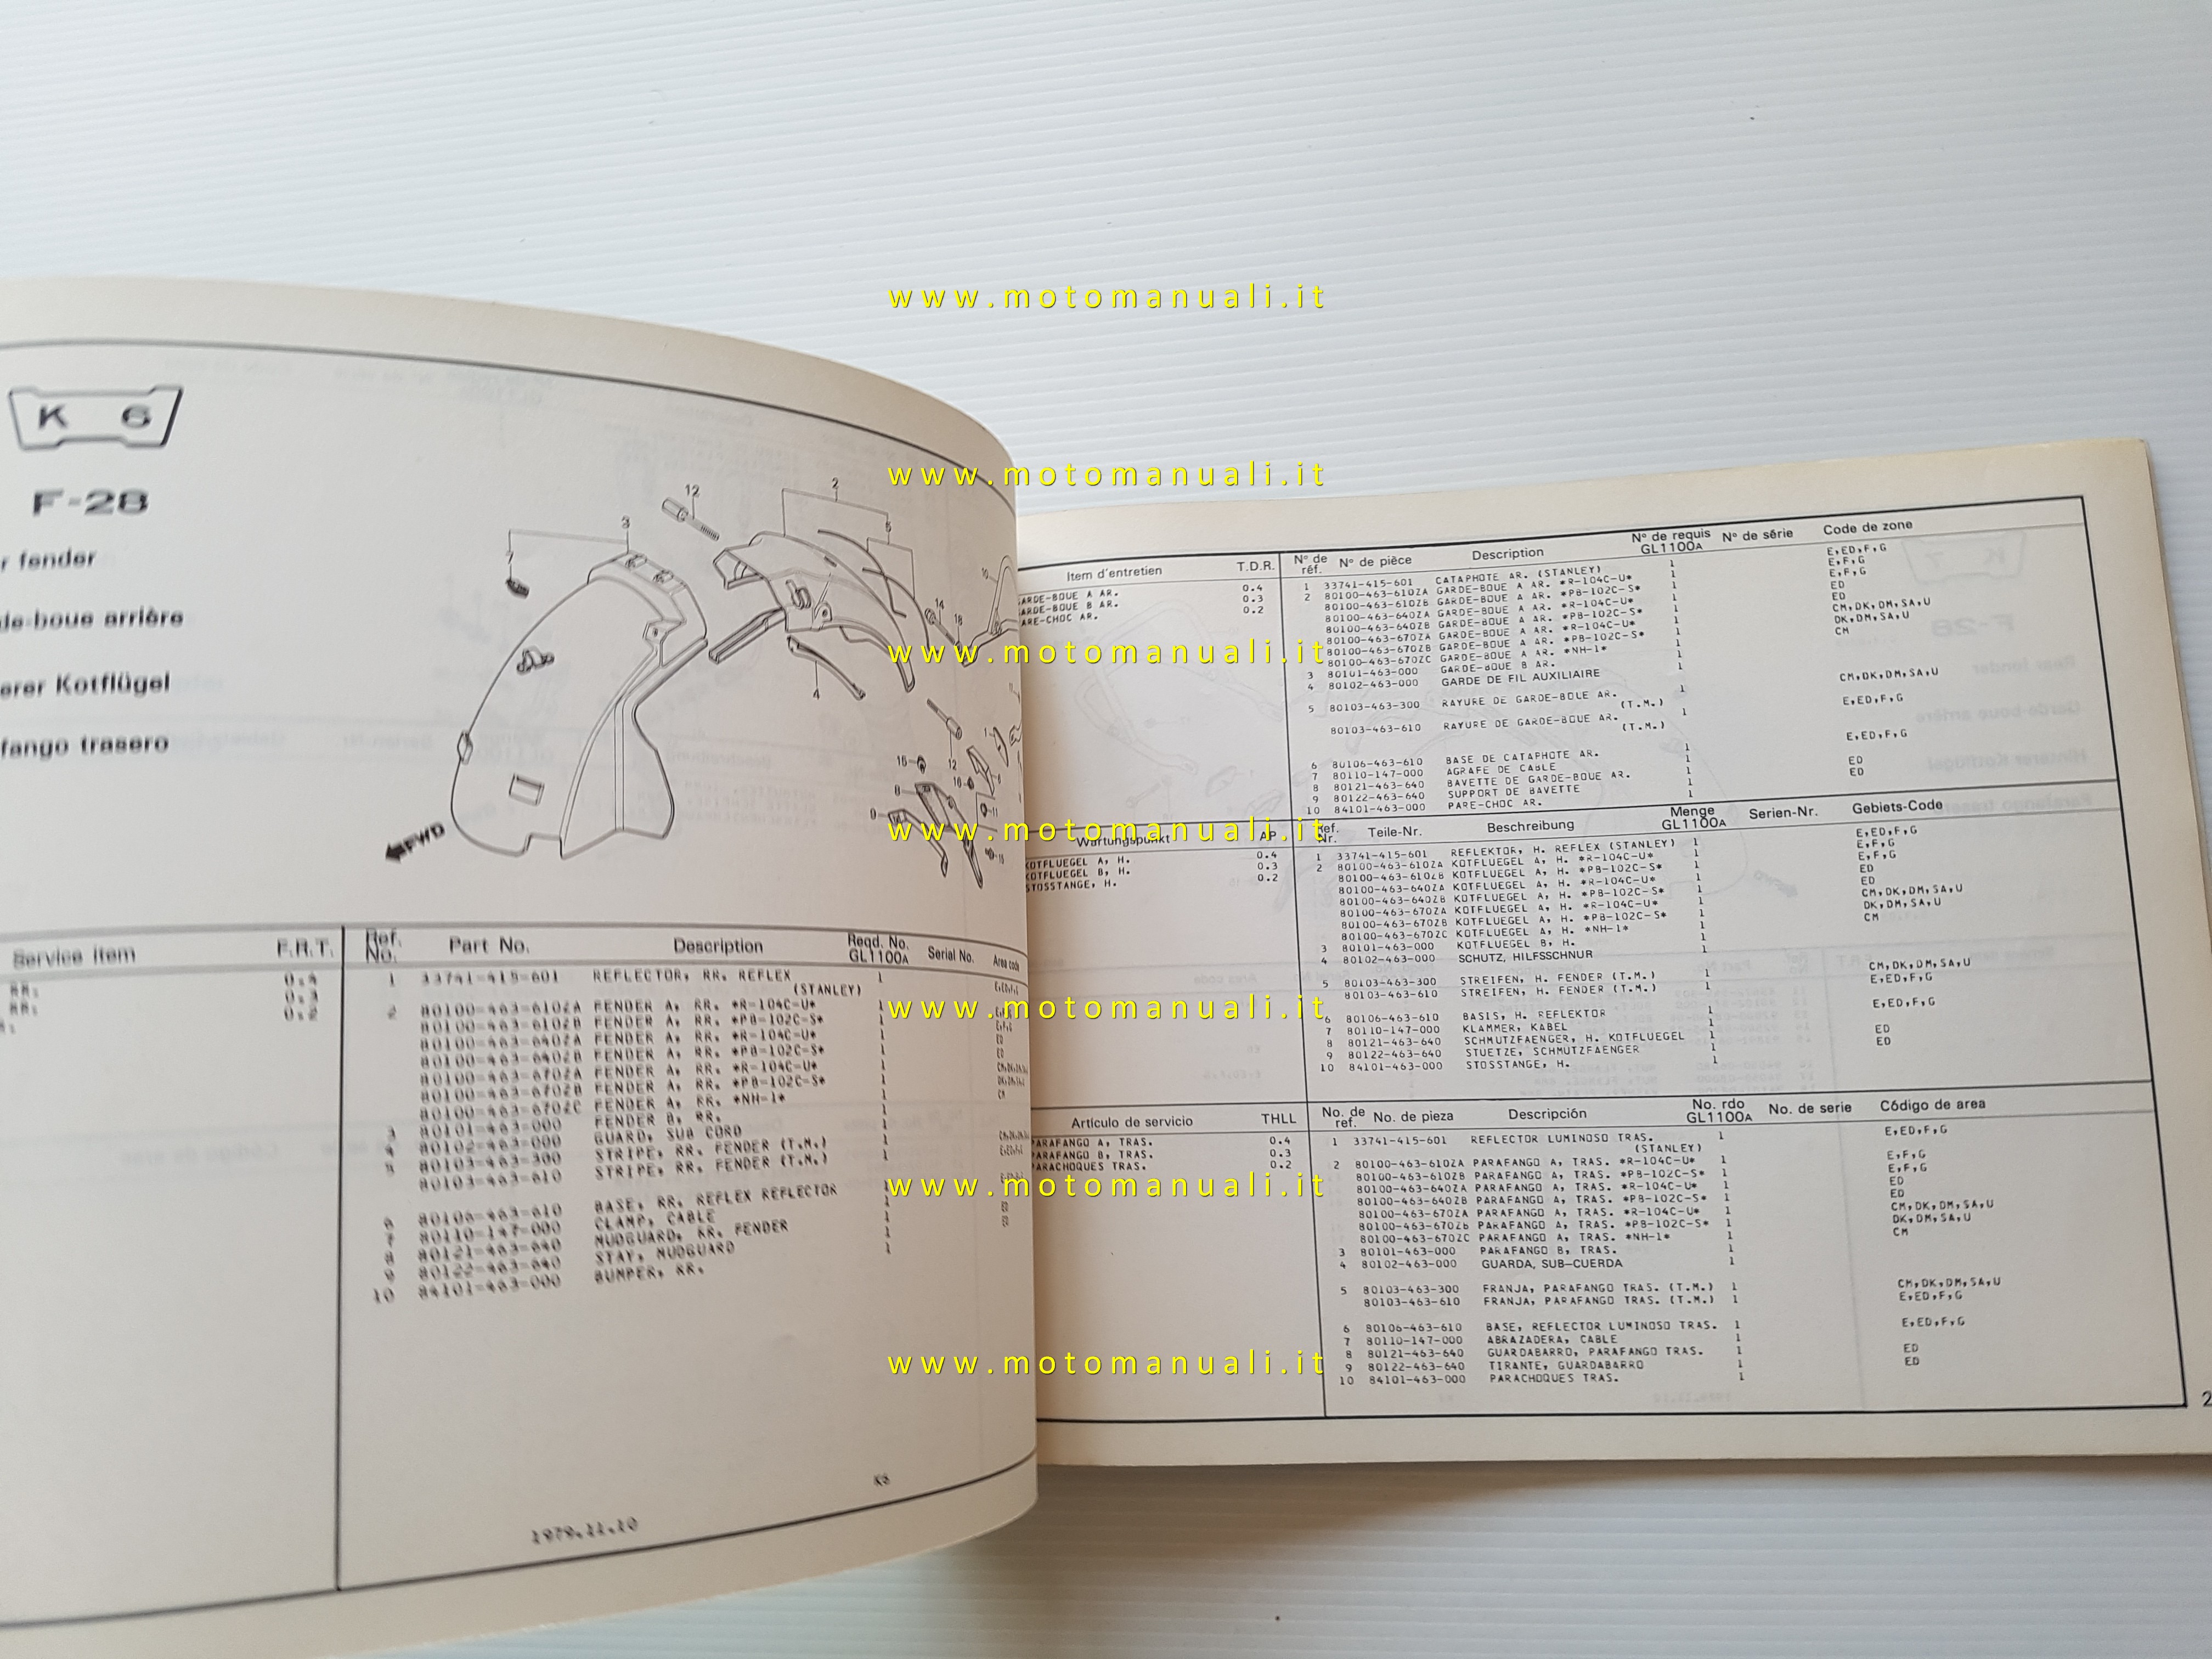 www.motomanuali.it
www.motomanuali.it
www.motomanuali.it
www.motomanuali.it
www.motomanuali.it
www.motomanuali.it
www.motomanuali.it
K 6
F-28
fender
arrière
Kotflügel
trasero
FWD
Service item F.R.T. Ref. No. Part No. Description Reqd. No. GL1100A Serial No. Area code
0.4
0.3
0.2
1 33741-415-601 REFLECTOR, RR. REFLEX 1
(STANLEY)
2 80100-463-610ZA FENDER A, RR. *R-104C-U* 1
80100-463-610ZB FENDER A, RR. *PB-102C-S* 1
80100-463-640ZA FENDER A, RR. *R-104C-U* 1
80100-463-640ZB FENDER A, RR. *PB-102C-S* 1
80100-463-670ZA FENDER A, RR. *R-104C-U* 1
80100-463-670ZB FENDER A, RR. *PB-102C-S* 1
80100-463-670ZC FENDER A, RR. *NH-1* 1
3 80101-463-000 FENDER B, RR. 1
4 80102-463-000 GUARD, SUB CORD 1
5 80103-463-300 STRIPE, RR. FENDER (T.M.) 1
80103-463-610 STRIPE, RR. FENDER (T.M.) 1
6 80106-463-610 BASE, RR. REFLEX REFLECTOR 1
7 80110-147-000 CLAMP, CABLE 1
8 80121-463-640 MUDGUARD, RR. FENDER 1
9 80122-463-640 STAY, MUDGUARD 1
10 84101-463-000 BUMPER, RR. 1
K6
1979.11.10
Item d'entretien T.D.R. N° de réf. N° de pièce Description N° de requis GL1100A N° de série Code de zone
GARDE-BOUE A AR. 0.4
GARDE-BOUE B AR. 0.3
PARE-CHOC AR. 0.2
1 33741-415-601 CATAPHOTE AR. (STANLEY) 1 E,ED,F,G
2 80100-463-610ZA GARDE-BOUE A AR. *R-104C-U* 1 E,F,G
80100-463-610ZB GARDE-BOUE A AR. *PB-102C-S* 1 E,F,G
80100-463-640ZA GARDE-BOUE A AR. *R-104C-U* 1 ED
80100-463-640ZB GARDE-BOUE A AR. *PB-102C-S* 1 ED
80100-463-670ZA GARDE-BOUE A AR. *R-104C-U* 1 CM,DK,DM,SA,U
80100-463-670ZB GARDE-BOUE A AR. *PB-102C-S* 1 DK,DM,SA,U
80100-463-670ZC GARDE-BOUE A AR. *NH-1* 1 CM
3 80101-463-000 GARDE-BOUE B AR. 1
4 80102-463-000 GARDE DE FIL AUXILIAIRE 1
5 80103-463-300 RAYURE DE GARDE-BOUE AR. 1 CM,DK,DM,SA,U
(T.M.)
80103-463-610 RAYURE DE GARDE-BOUE AR. 1 E,ED,F,G
(T.M.)
6 80106-463-610 BASE DE CATAPHOTE AR. 1 E,ED,F,G
7 80110-147-000 AGRAFE DE CABLE 1
8 80121-463-640 BAVETTE DE GARDE-BOUE AR. 1 ED
9 80122-463-640 SUPPORT DE BAVETTE 1 ED
10 84101-463-000 PARE-CHOC AR. 1
Wartungspunkt AP Ref. Nr. Teile-Nr. Beschreibung Menge GL1100A Serien-Nr. Gebiets-Code
KOTFLUEGEL A, H. 0.4
KOTFLUEGEL B, H. 0.3
STOSSTANGE, H. 0.2
1 33741-415-601 REFLEKTOR, H. REFLEX (STANLEY) 1 E,ED,F,G
2 80100-463-610ZA KOTFLUEGEL A, H. *R-104C-U* 1 E,F,G
80100-463-610ZB KOTFLUEGEL A, H. *PB-102C-S* 1 E,F,G
80100-463-640ZA KOTFLUEGEL A, H. *R-104C-U* 1 ED
80100-463-640ZB KOTFLUEGEL A, H. *PB-102C-S* 1 ED
80100-463-670ZA KOTFLUEGEL A, H. *R-104C-U* 1 CM,DK,DM,SA,U
80100-463-670ZB KOTFLUEGEL A, H. *PB-102C-S* 1 DK,DM,SA,U
80100-463-670ZC KOTFLUEGEL A, H. *NH-1* 1 CM
3 80101-463-000 KOTFLUEGEL B, H. 1
4 80102-463-000 SCHUTZ, HILFSSCHNUR 1
5 80103-463-300 STREIFEN, H. FENDER (T.M.) 1 CM,DK,DM,SA,U
80103-463-610 STREIFEN, H. FENDER (T.M.) 1 E,ED,F,G
6 80106-463-610 BASIS, H. REFLEKTOR 1 E,ED,F,G
7 80110-147-000 KLAMMER, KABEL 1
8 80121-463-640 SCHMUTZFAENGER, H. KOTFLUEGEL 1 ED
9 80122-463-640 STUETZE, SCHMUTZFAENGER 1 ED
10 84101-463-000 STOSSTANGE, H. 1
Artículo de servicio THLL No. de ref. No. de pieza Descripción No. rdo GL1100A No. de serie Código de area
PARAFANGO A, TRAS. 0.4
PARAFANGO B, TRAS. 0.3
PARACHOQUES TRAS. 0.2
1 33741-415-601 REFLECTOR LUMINOSO TRAS. 1 E,ED,F,G
(STANLEY)
2 80100-463-610ZA PARAFANGO A, TRAS. *R-104C-U* 1 E,F,G
80100-463-610ZB PARAFANGO A, TRAS. *PB-102C-S* 1 E,F,G
80100-463-640ZA PARAFANGO A, TRAS. *R-104C-U* 1 ED
80100-463-640ZB PARAFANGO A, TRAS. *PB-102C-S* 1 ED
80100-463-670ZA PARAFANGO A, TRAS. *R-104C-U* 1 CM,DK,DM,SA,U
80100-463-670ZB PARAFANGO A, TRAS. *PB-102C-S* 1 DK,DM,SA,U
80100-463-670ZC PARAFANGO A, TRAS. *NH-1* 1 CM
3 80101-463-000 PARAFANGO B, TRAS. 1
4 80102-463-000 GUARDA, SUB-CUERDA 1
5 80103-463-300 FRANJA, PARAFANGO TRAS. (T.M.) 1 CM,DK,DM,SA,U
80103-463-610 FRANJA, PARAFANGO TRAS. (T.M.) 1 E,ED,F,G
6 80106-463-610 BASE, REFLECTOR LUMINOSO TRAS. 1 E,ED,F,G
7 80110-147-000 ABRAZADERA, CABLE 1
8 80121-463-640 GUARDABARRO, PARAFANGO TRAS. 1 ED
9 80122-463-640 TIRANTE, GUARDABARRO 1 ED
10 84101-463-000 PARACHOQUES TRAS. 1